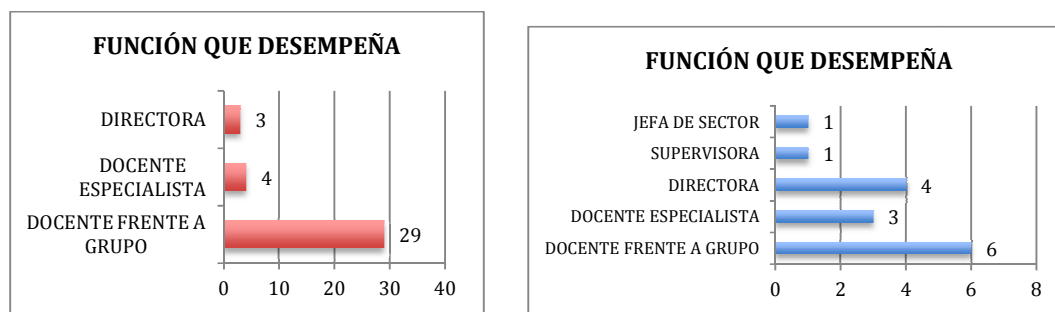 FUNCIÓN QUE DESEMPEÑA
DIRECTORA
3
DOCENTE
ESPECIALISTA
4
DOCENTE FRENTE A
GRUPO
29
0 10 20 30 40
FUNCIÓN QUE DESEMPEÑA
JEFA DE SECTOR
1
SUPERVISORA
1
DIRECTORA
4
DOCENTE ESPECIALISTA
3
DOCENTE FRENTE A GRUPO
6
0 2 4 6 8